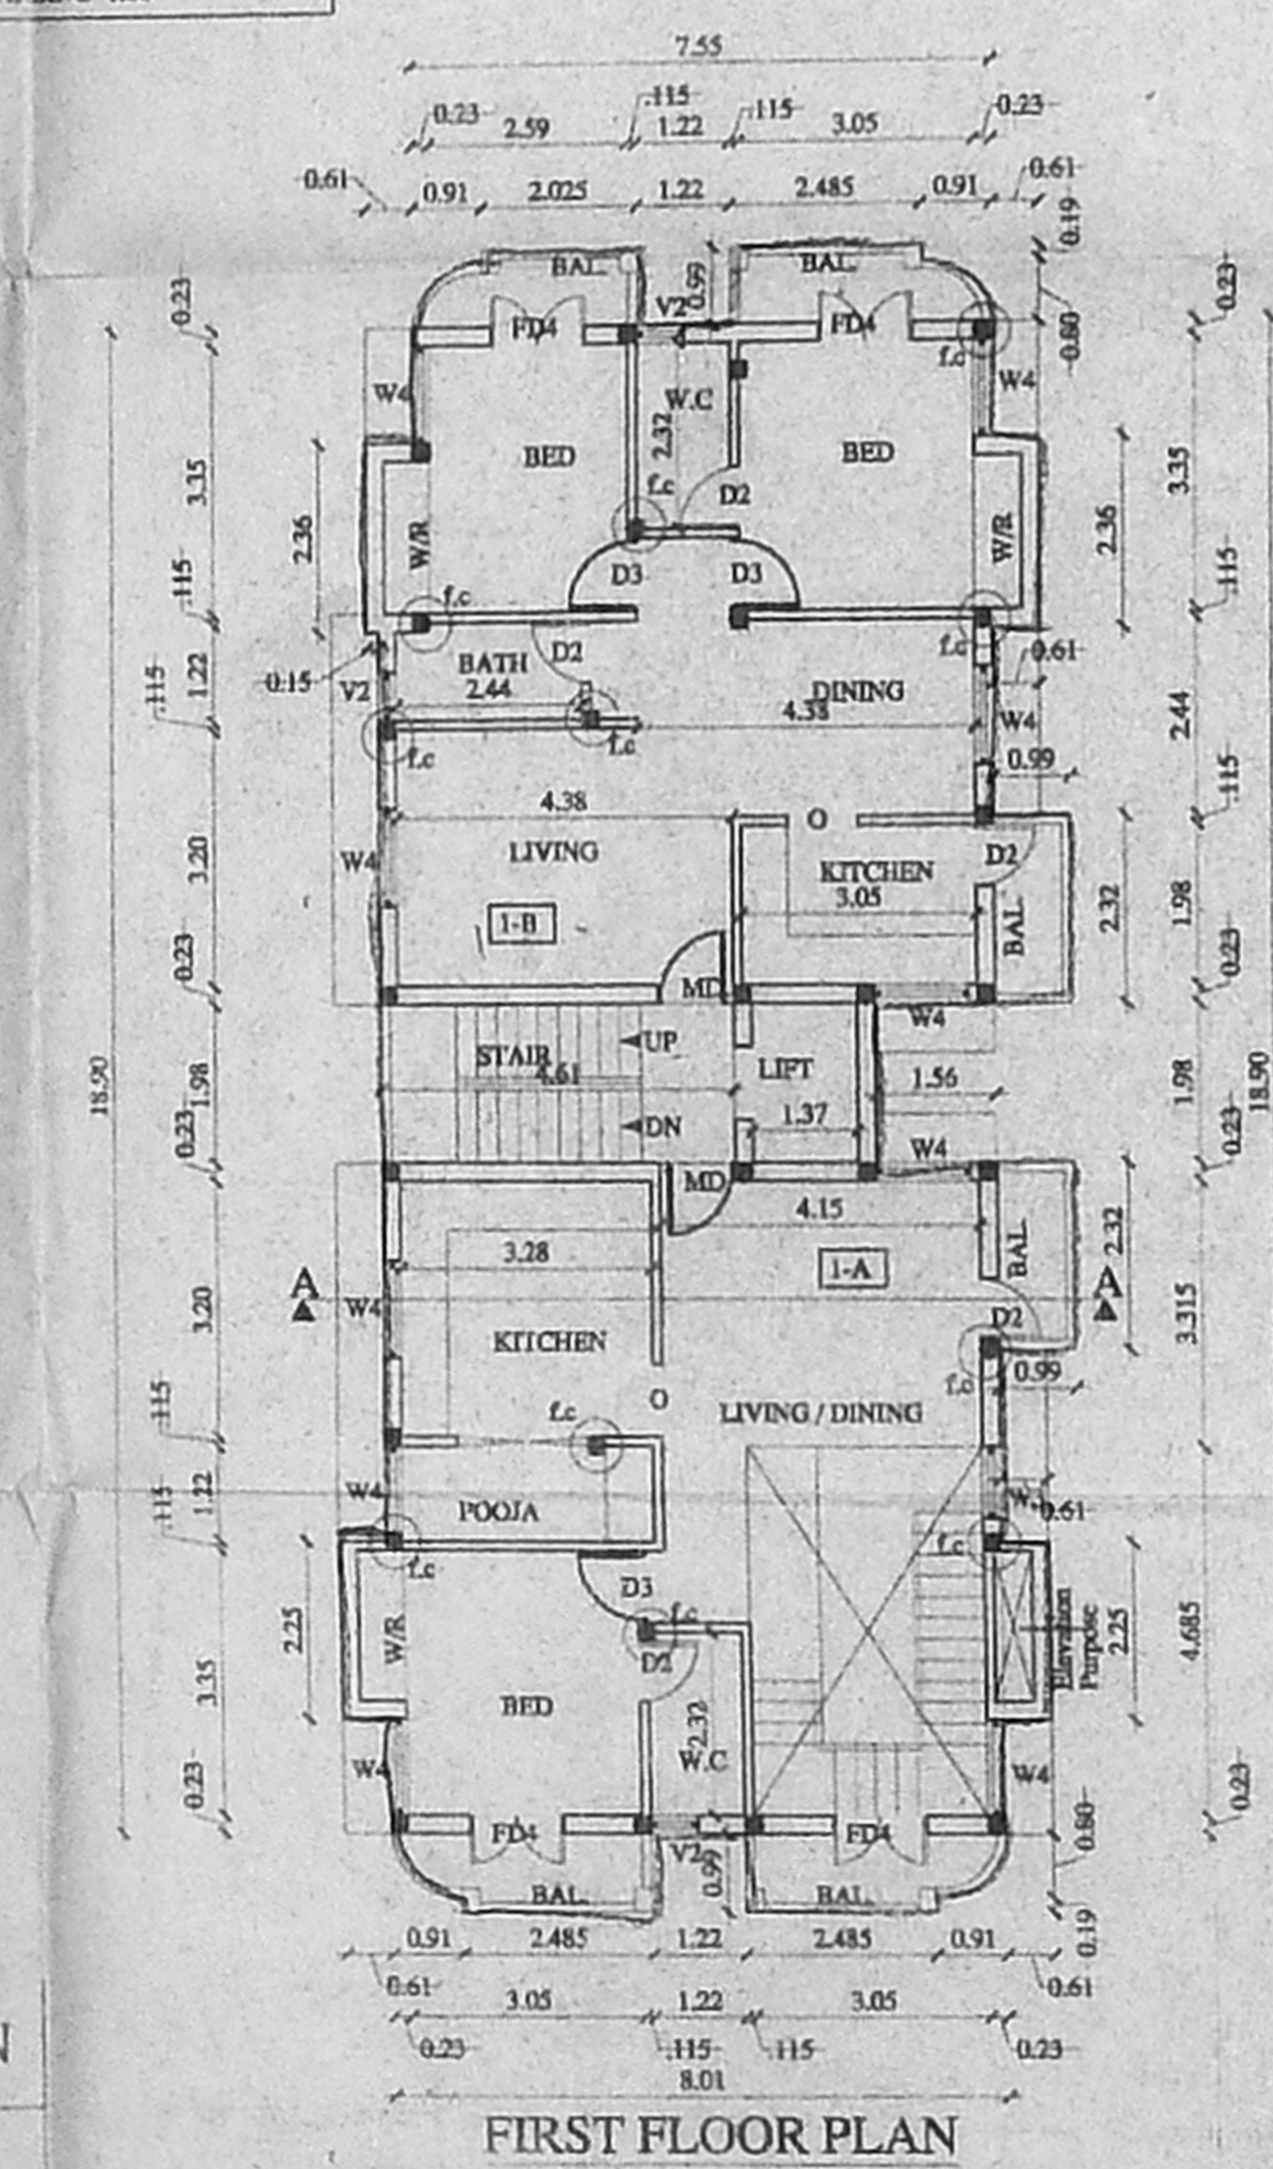 7.55
0.23 .115 .115 0.23
2.59 1.22 3.05
0.61 0.61
0.91 2.025 1.22 2.485 0.91
0.19
BAL. BAL.
0.99
0.23 V2 0.23
FD4 FD4
0.80
f.c
W4 W4
W.C
2.32
BED BED
3.35 3.35
f.c
D2
2.36 W/R W/R 2.36
D3 D3
.115 .115
f.c
f.c
D2
BATH
0.61
0.15 V2 2.44 DINING
.115 1.22 4.38 W4 2.44
f.c f.c
0.99
.115
4.38
O
LIVING D2
W4 KITCHEN
3.20 3.05
1-B BAL. 2.32 1.98
0.23 0.23
MD
W4
STAIR UP
4.61 LIFT
1.56
18.90 1.98 1.98 18.90
1.37
DN
0.23 0.23
W4
MD
4.15
BAL. 2.32
3.28
1-A
A A
W4 D2
3.20 3.315
KITCHEN
0.99
f.c
O
.115 f.c LIVING / DINING
W4
.115 1.22 POOJA 0.61
f.c
f.c
D3
f.c
2.25 W/R Elevation Purpose 2.25 4.685
D2
3.35 BED
2.32
W.C
W4 W4
0.23 0.23
FD4 FD4
V2 0.80
0.99
BAL. BAL.
0.19
0.91 2.485 1.22 2.485 0.91
0.61 0.61
3.05 1.22 3.05
0.23 .115 .115 0.23
8.01
FIRST FLOOR PLAN